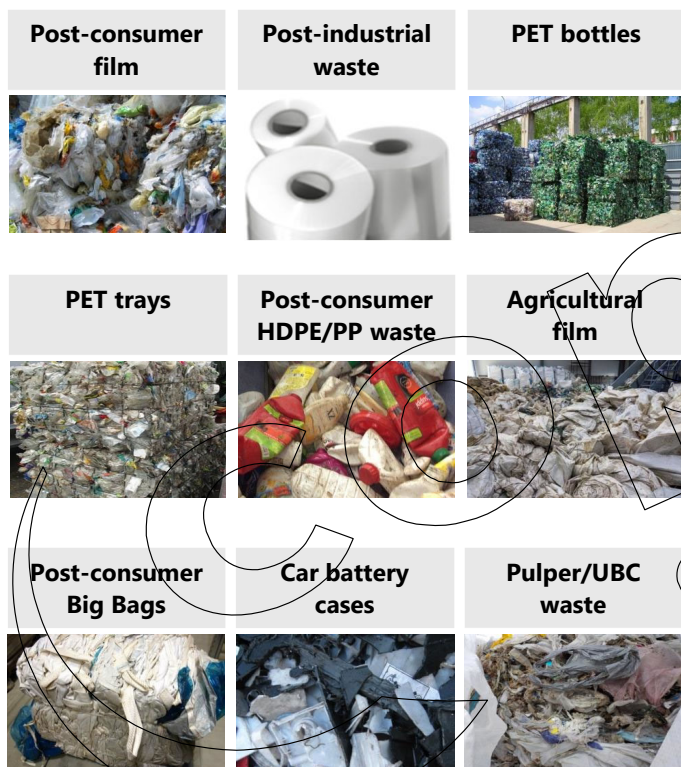 Post-consumer
film
Post-industrial
waste
PET bottles
PET trays
Post-consumer
HDPE/PP waste
Agricultural
film
Post-consumer
Big Bags
Car battery
cases
Pulper/UBC
waste